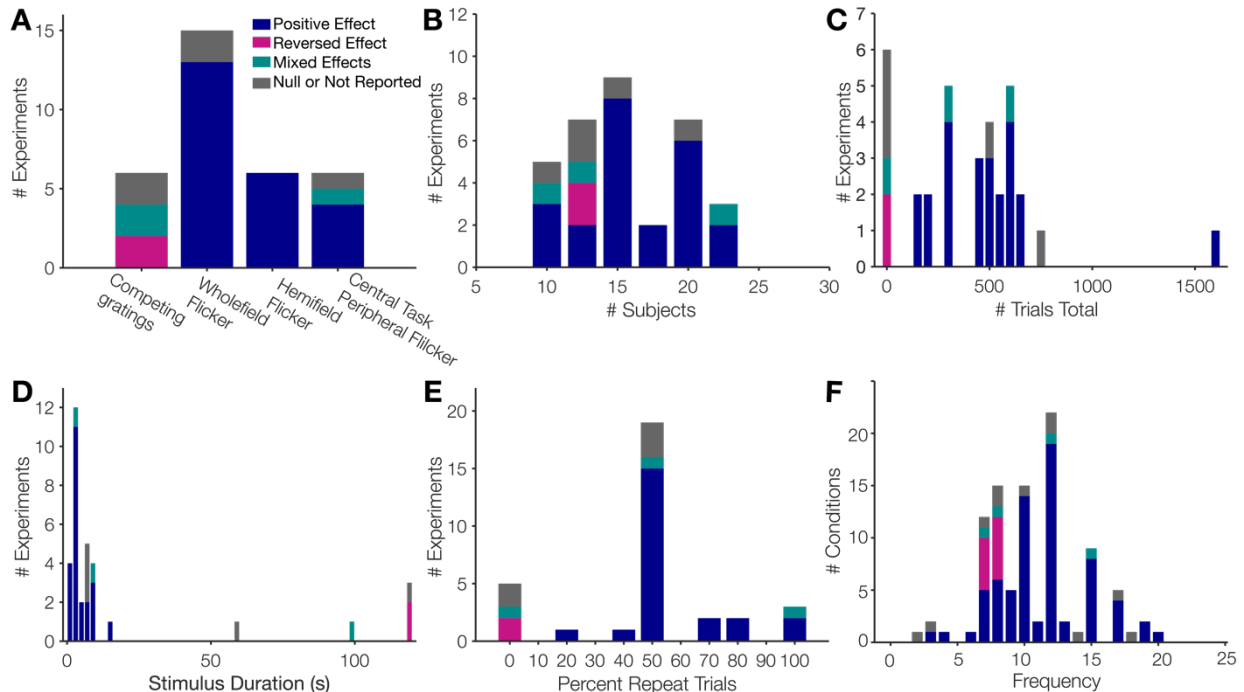 A
# Experiments
15
10
5
0
Competing
gratings
Wholefield
Flicker
Hemifield
Flicker
Central Task
Peripheral Fliicker
Positive Effect
Reversed Effect
Mixed Effects
Null or Not Reported
B
# Experiments
12
10
8
6
4
2
0
5 10 15 20 25 30
# Subjects
C
# Experiments
7
6
5
4
3
2
1
0
0 500 1000 1500
# Trials Total
D
# Experiments
12
10
8
6
4
2
0
0 50 100
Stimulus Duration (s)
E
# Experiments
20
15
10
5
0
0 10 20 30 40 50 60 70 80 90 100
Percent Repeat Trials
F
# Conditions
20
15
10
5
0
0 5 10 15 20 25
Frequency